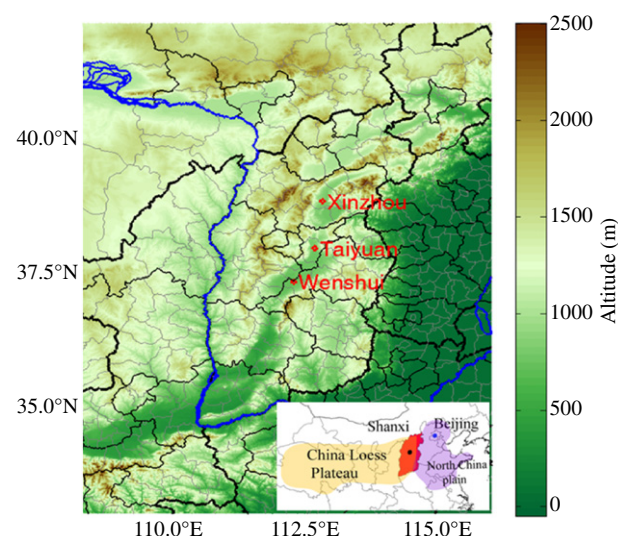 2500
2000
1500
1000
500
0
Altitude (m)
40.0°N
37.5°N
35.0°N
110.0°E
112.5°E
115.0°E
Xinzhou
Taiyuan
Wenshui
Shanxi
Beijing
China Loess
Plateau
North China
plain